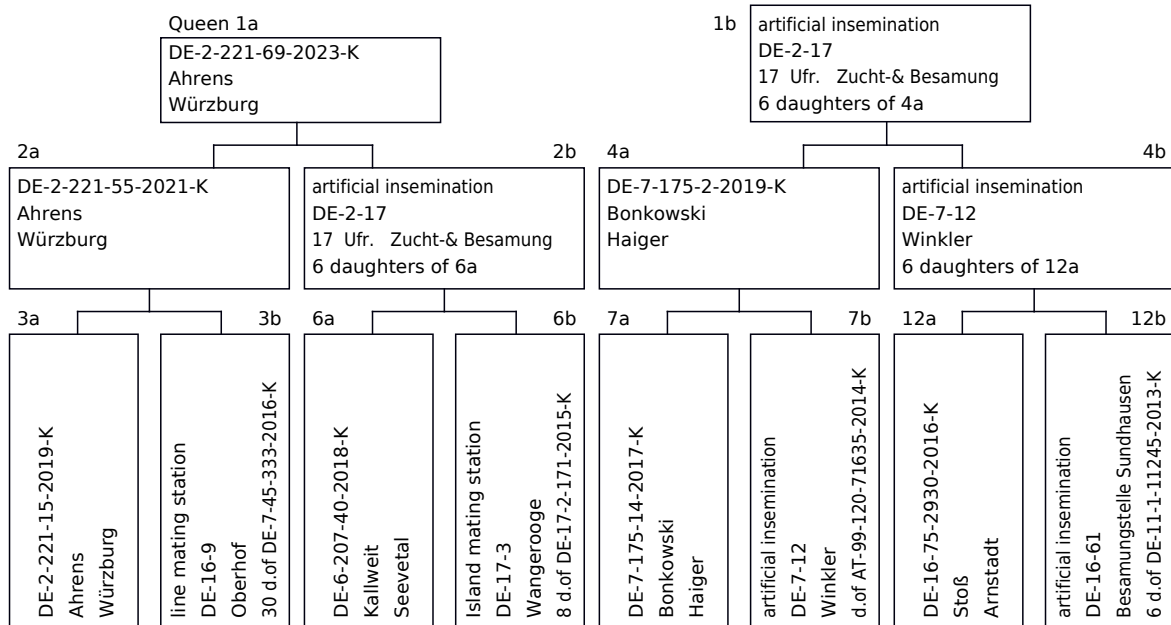 Queen 1a
DE-2-221-69-2023-K
Ahrens
Würzburg
1b
artificial insemination
DE-2-17
17 Ufr. Zucht-& Besamung
6 daughters of 4a
2a
DE-2-221-55-2021-K
Ahrens
Würzburg
2b
artificial insemination
DE-2-17
17 Ufr. Zucht-& Besamung
6 daughters of 6a
4a
DE-7-175-2-2019-K
Bonkowski
Haiger
4b
artificial insemination
DE-7-12
Winkler
6 daughters of 12a
3a
DE-2-221-15-2019-K
Ahrens
Würzburg
3b
line mating station
DE-16-9
Oberhof
30 d.of DE-7-45-333-2016-K
6a
DE-6-207-40-2018-K
Kallweit
Seevetal
6b
Island mating station
DE-17-3
Wangerooge
8 d.of DE-17-2-171-2015-K
7a
DE-7-175-14-2017-K
Bonkowski
Haiger
7b
artificial insemination
DE-7-12
Winkler
d.of AT-99-120-71635-2014-K
12a
DE-16-75-2930-2016-K
Stoß
Arnstadt
12b
artificial insemination
DE-16-61
Besamungstelle Sundhausen
6 d.of DE-11-1-11245-2013-K